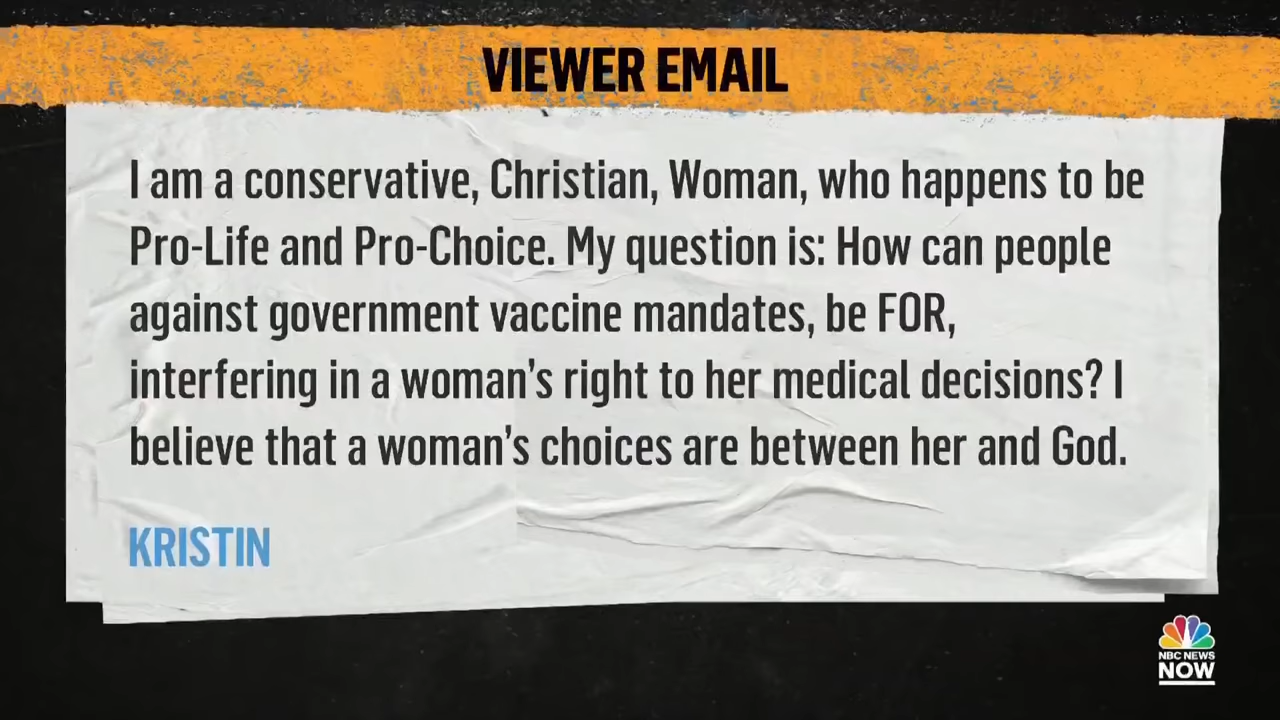 VIEWER EMAIL
I am a conservative, Christian, Woman, who happens to be
Pro-Life and Pro-Choice. My question is: How can people
against government vaccine mandates, be FOR,
interfering in a woman’s right to her medical decisions? I
believe that a woman’s choices are between her and God.
KRISTIN
NBC NEWS
NOW